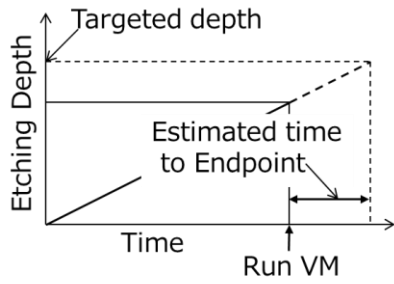 Targeted depth
Etching Depth
Estimated time
to Endpoint
Time
Run VM